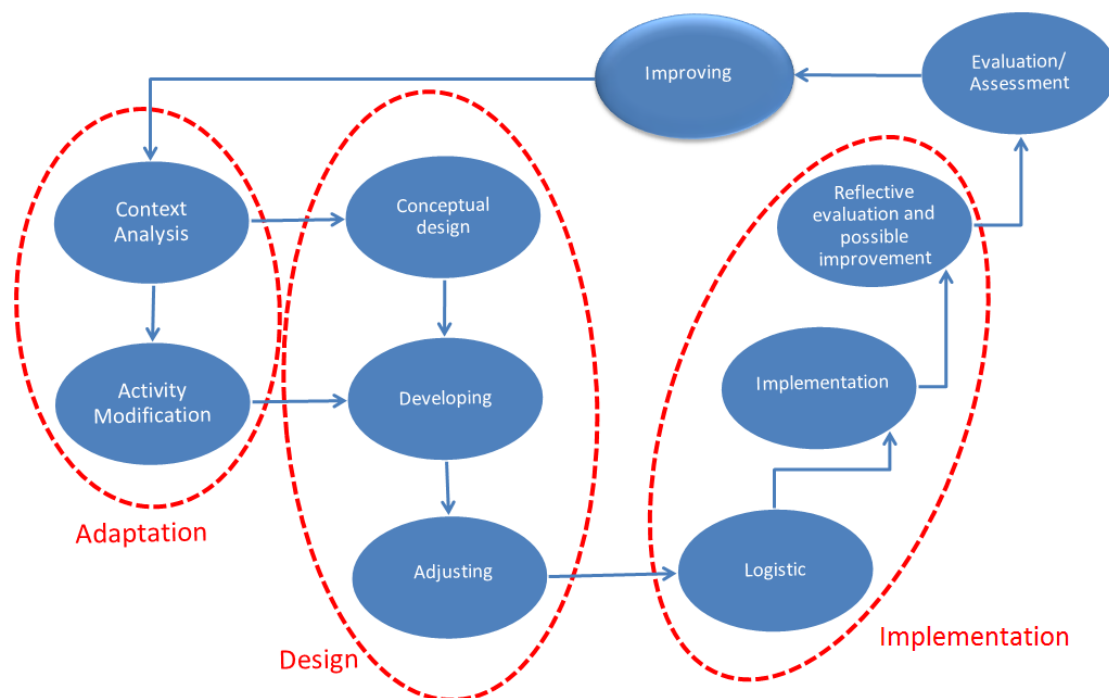 Improving
Evaluation/
Assessment
Context
Analysis
Conceptual
design
Reflective
evaluation and
possible
improvement
Activity
Modification
Developing
Implementation
Adaptation
Adjusting
Logistic
Design
Implementation